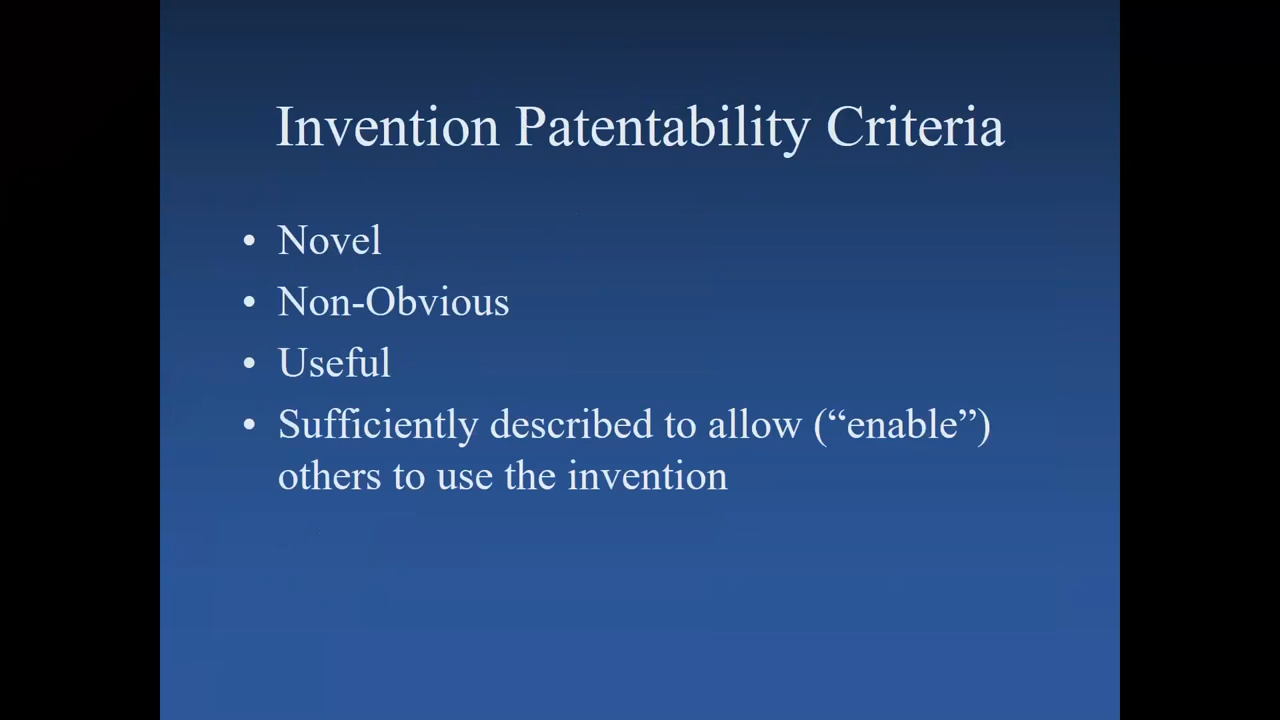 Invention Patentability Criteria
• Novel
• Non-Obvious
• Useful
• Sufficiently described to allow (“enable”)
others to use the invention